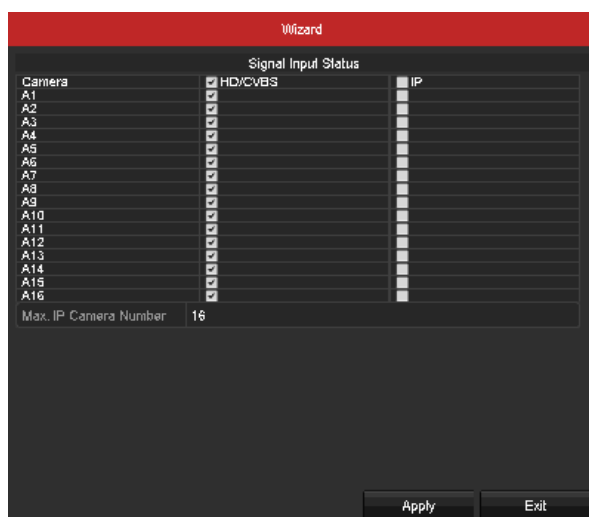 Wizard
Signal Input Status
Camera HD/CVBS IP
A1
A2
A3
A4
A5
A6
A7
A8
A9
A10
A11
A12
A13
A14
A15
A16
Max. IP Camera Number 16
Apply Exit